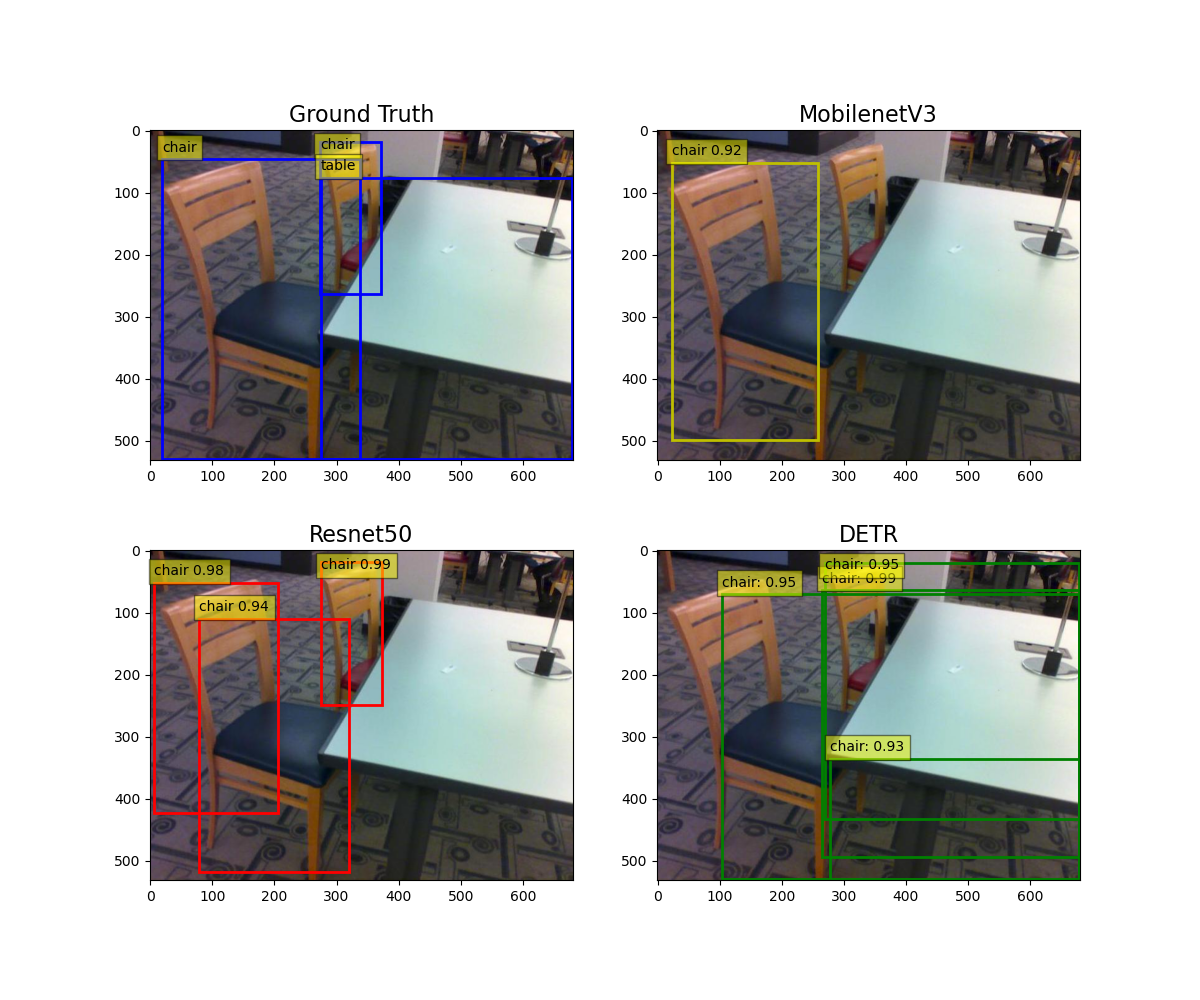 Ground Truth
MobilenetV3
0
100
200
300
400
500
0 100 200 300 400 500 600
chair
chair
table
0
100
200
300
400
500
0 100 200 300 400 500 600
chair 0.92
Resnet50
DETR
0
100
200
300
400
500
0 100 200 300 400 500 600
chair 0.98
chair 0.94
chair 0.99
0
100
200
300
400
500
0 100 200 300 400 500 600
chair: 0.95
chair: 0.95
chair: 0.99
chair: 0.93